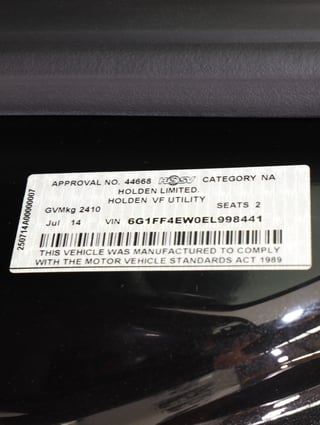 APPROVAL NO. 44668 HSV CATEGORY NA
HOLDEN LIMITED.
HOLDEN VF UTILITY
GVMkg 2410 SEATS 2
Jul 14 VIN 6G1FF4EW0EL998441
THIS VEHICLE WAS MANUFACTURED TO COMPLY
WITH THE MOTOR VEHICLE STANDARDS ACT 1989
250714A00000007